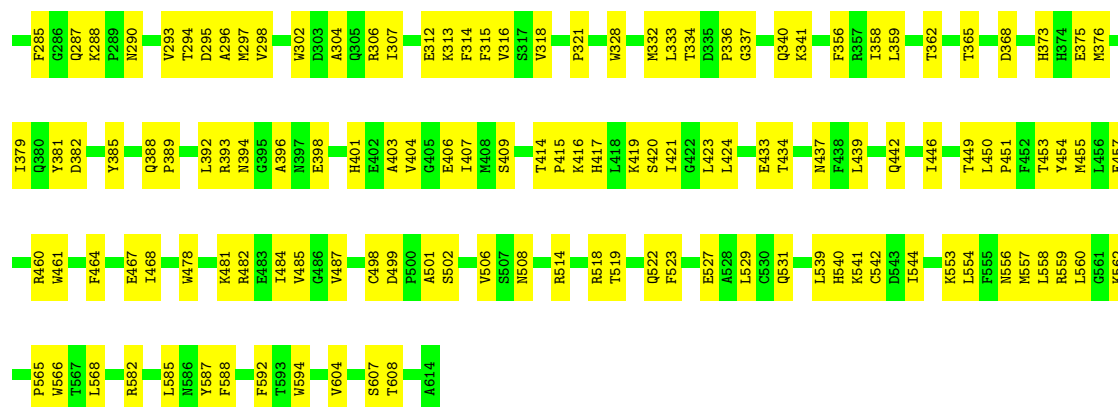 F285 G286 Q287 K288 P289 N290 V293 T294 D295 A296 M297 V298 W302 D303 A304 Q305 R306 I307 E312 K313 F314 F315 V316 S317 V318 P321 W328 M332 L333 T334 D335 P336 G337 Q340 K341 F356 R357 I358 L359 T362 T365 D368 H373 H374 E375 M376
I379 Q380 Y381 D382 Y385 Q388 P389 L392 R393 N394 G395 A396 N397 E398 H401 E402 A403 V404 G405 E406 I407 M408 S409 T414 P415 K416 H417 L418 K419 S420 I421 G422 L423 L424 E433 T434 N437 F438 L439 Q442 I446 T449 L450 P451 F452 T453 Y454 M455 L456
R460 W461 F464 E467 I468 W478 K481 R482 E483 I484 V485 G486 V487 C498 D499 P500 A501 S502 V506 S507 N508 R514 R518 T519 Q522 F523 E527 A528 L529 C530 Q531 L539 H540 K541 C542 D543 I544 K553 L554 F555 N556 M557 L558 R559 L560 G561
P565 W566 T567 L568 R582 L585 N586 Y587 F588 F592 T593 W594 V604 S607 T608 A614